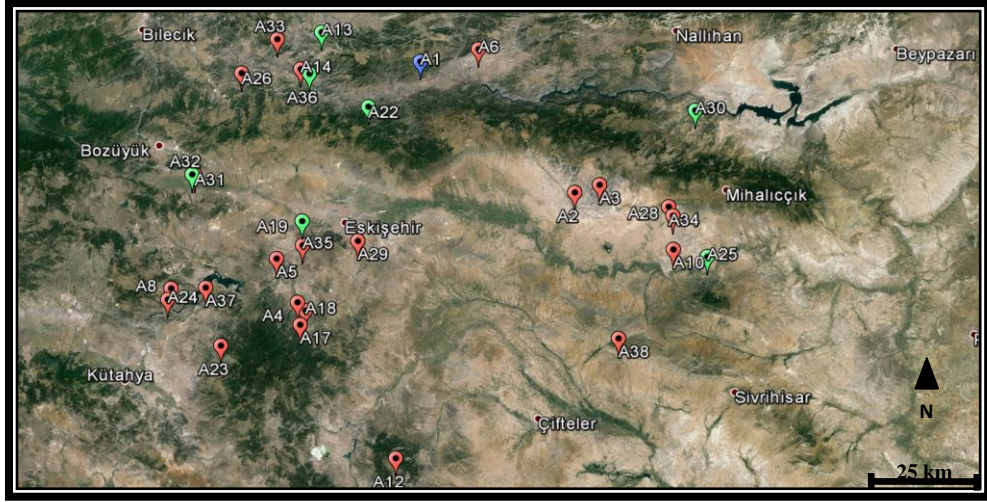 Bilecik
A33
A13
A1
A6
Nallıhan
Beypazarı
A26
A14
A36
A22
A30
Bozüyük
A32
A31
A2
A3
A28
A34
Mihalıcçık
A19
Eskişehir
A35
A29
A5
A10
A25
A8
A24
A37
A4
A18
A17
A23
A38
Kütahya
Sivrihisar
N
Çifteler
A12
25 km